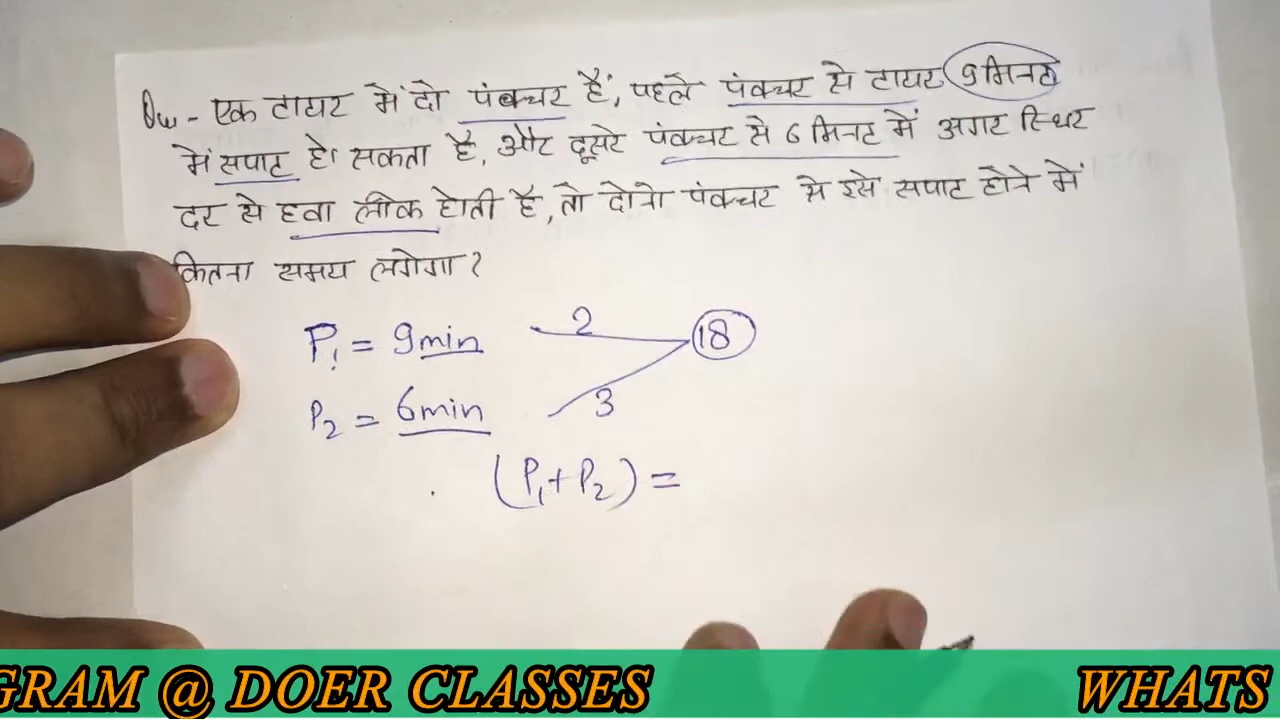 Qu - एक टायर में दो पंक्चर हैं, पहले पंक्चर से टायर 9 मिनट
में सपाट हो सकता है, और दूसरे पंक्चर से 6 मिनट में अगर स्थिर
दर से हवा लीक होती है, तो दोनो पंक्चर से इसे सपाट होने में
कितना समय लगेगा?
P₁ = 9min 2 18
P₂ = 6min 3
(P₁+P₂) =
GRAM @ DOER CLASSES WHATS